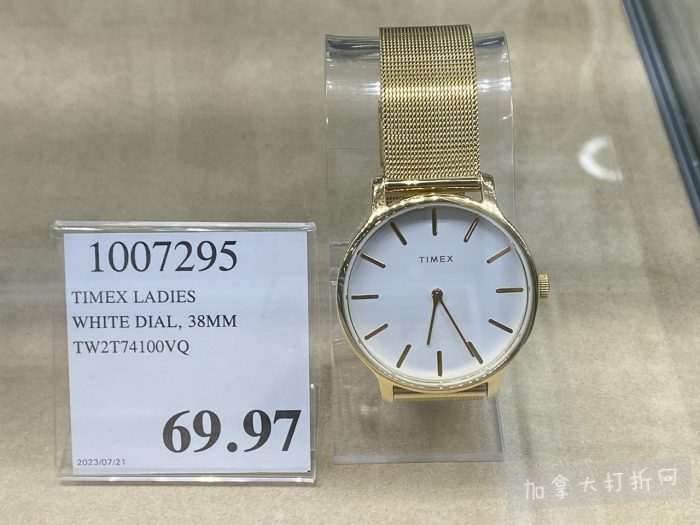 1007295
TIMEX LADIES
WHITE DIAL, 38MM
TW2T74100VQ
69.97
2023/07/21
TIMEX
加拿大打折网